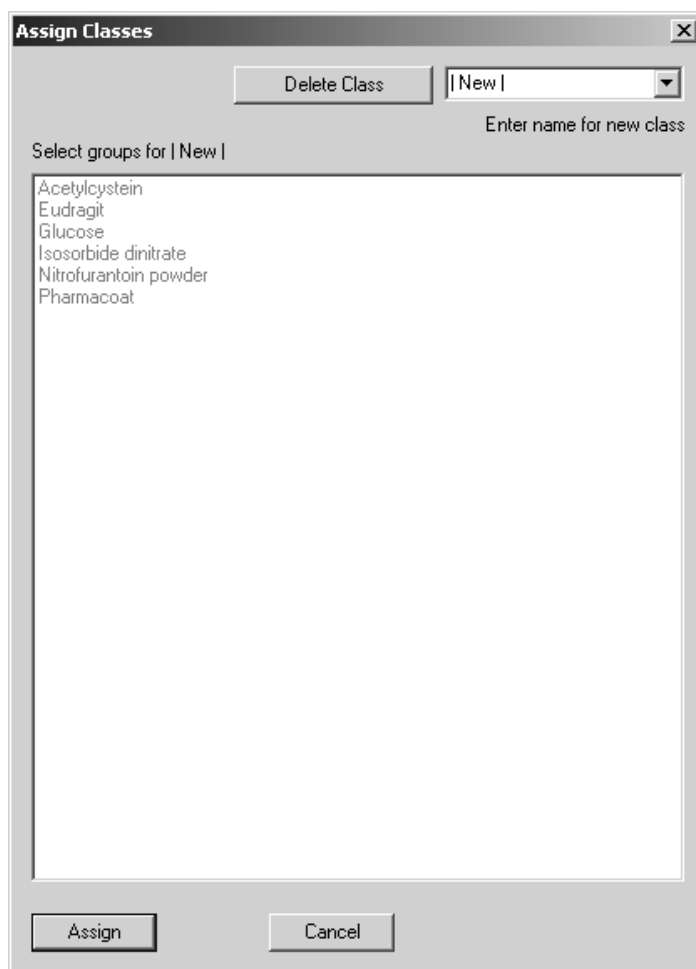 Assign Classes
Delete Class
| New |
Enter name for new class
Select groups for | New |
Acetylcystein
Eudragit
Glucose
Isosorbide dinitrate
Nitrofurantoin powder
Pharmacoat
Assign
Cancel